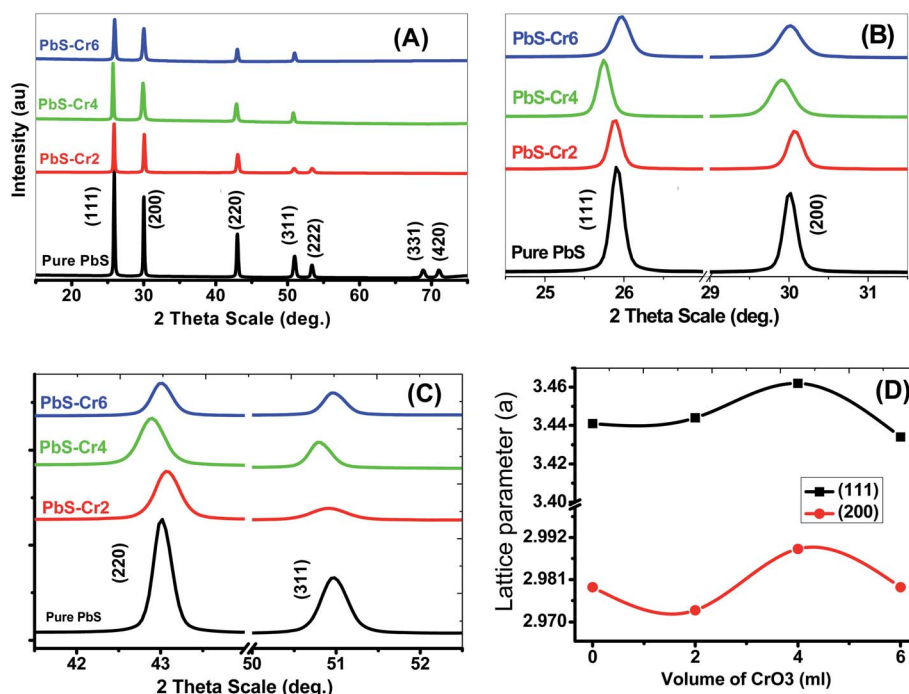 (A)
PbS-Cr6
PbS-Cr4
PbS-Cr2
Pure PbS
(111)
(200)
(220)
(311)
(222)
(331)
(420)
Intensity (au)
20 30 40 50 60 70
2 Theta Scale (deg.)
(B)
PbS-Cr6
PbS-Cr4
PbS-Cr2
Pure PbS
(111)
(200)
25 26 29 30 31
2 Theta Scale (deg.)
(C)
PbS-Cr6
PbS-Cr4
PbS-Cr2
Pure PbS
(220)
(311)
42 43 50 51 52
2 Theta Scale (deg.)
(D)
Lattice parameter (a)
3.46
3.44
3.42
3.40
2.992
2.981
2.970
(111)
(200)
0 2 4 6
Volume of CrO3 (ml)